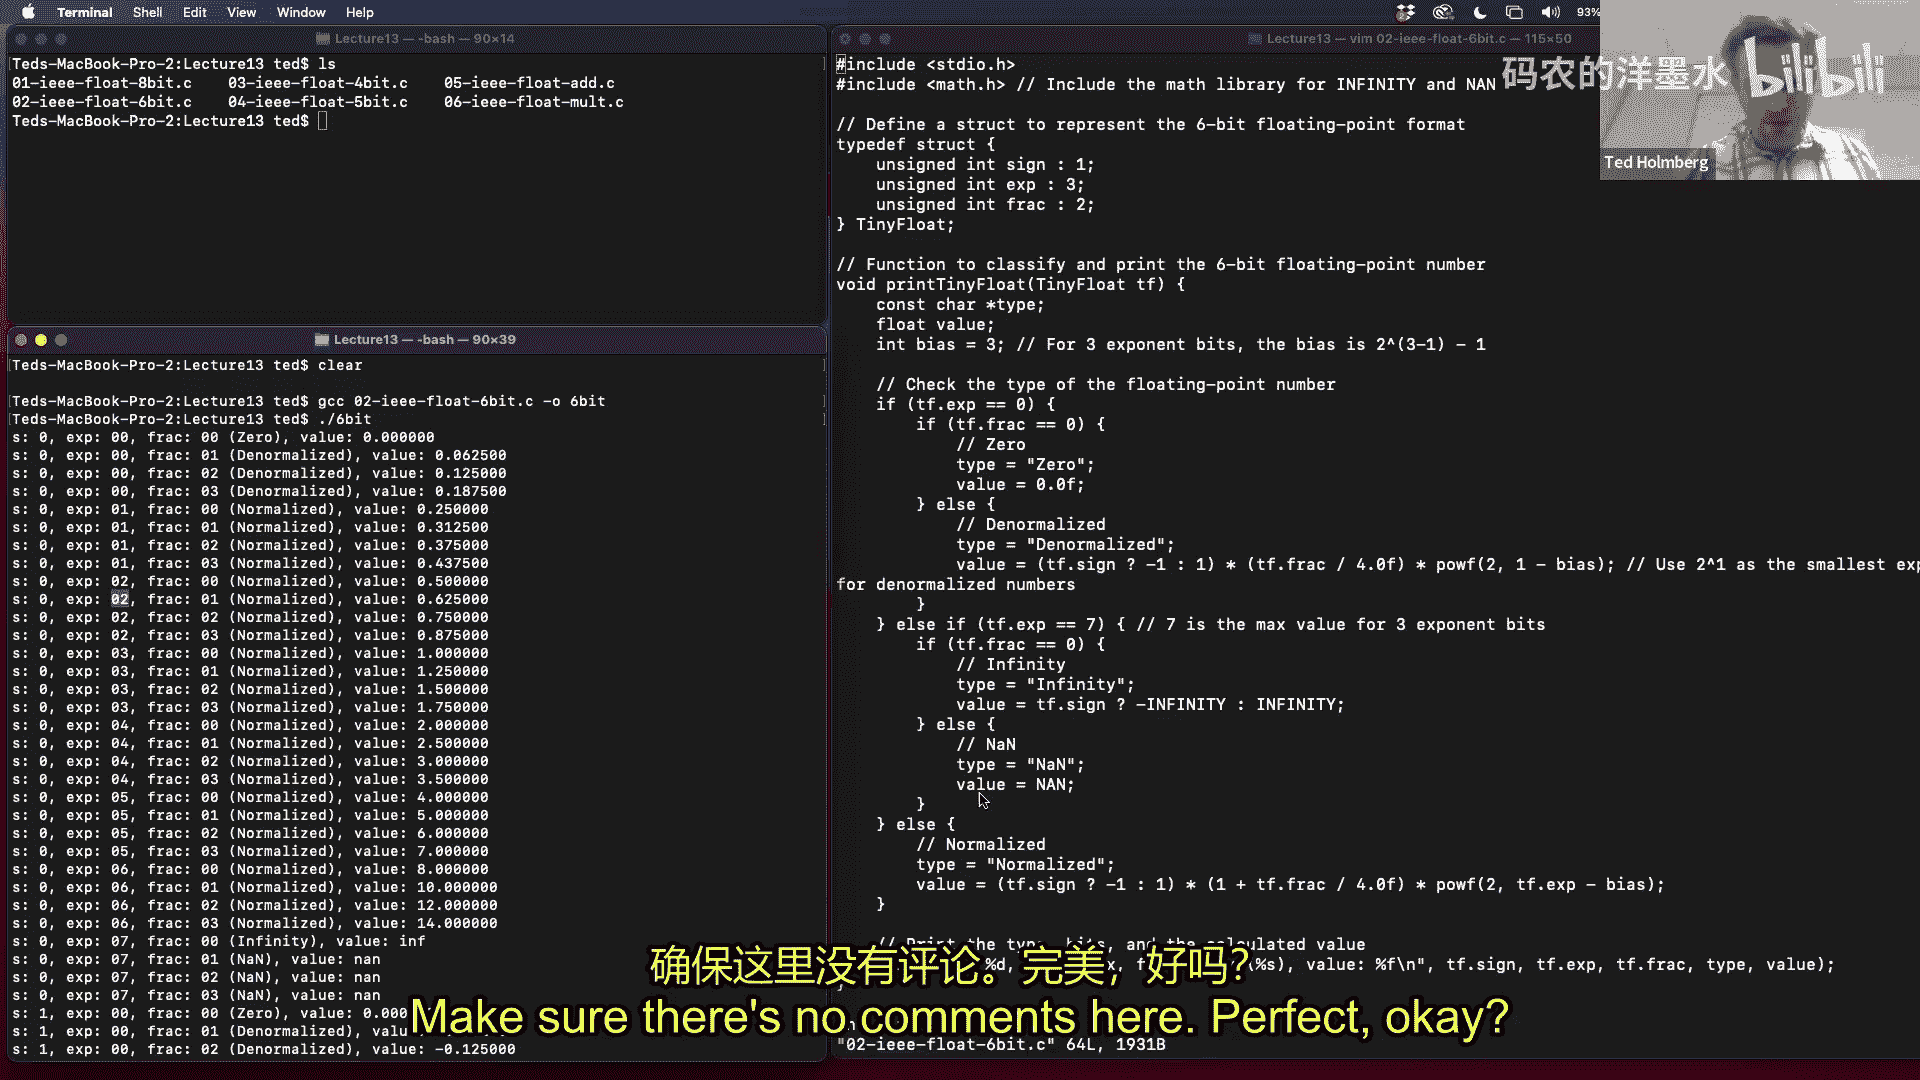 Terminal Shell Edit View Window Help 93%
Lecture13 — -bash — 90×14
Teds-MacBook-Pro-2:Lecture13 ted$ ls
01-ieee-float-8bit.c 03-ieee-float-4bit.c 05-ieee-float-add.c
02-ieee-float-6bit.c 04-ieee-float-5bit.c 06-ieee-float-mult.c
Teds-MacBook-Pro-2:Lecture13 ted$
Lecture13 — -bash — 90×39
Teds-MacBook-Pro-2:Lecture13 ted$ clear
Teds-MacBook-Pro-2:Lecture13 ted$ gcc 02-ieee-float-6bit.c -o 6bit
Teds-MacBook-Pro-2:Lecture13 ted$ ./6bit
s: 0, exp: 00, frac: 00 (Zero), value: 0.000000
s: 0, exp: 00, frac: 01 (Denormalized), value: 0.062500
s: 0, exp: 00, frac: 02 (Denormalized), value: 0.125000
s: 0, exp: 00, frac: 03 (Denormalized), value: 0.187500
s: 0, exp: 01, frac: 00 (Normalized), value: 0.250000
s: 0, exp: 01, frac: 01 (Normalized), value: 0.312500
s: 0, exp: 01, frac: 02 (Normalized), value: 0.375000
s: 0, exp: 01, frac: 03 (Normalized), value: 0.437500
s: 0, exp: 02, frac: 00 (Normalized), value: 0.500000
s: 0, exp: 02, frac: 01 (Normalized), value: 0.625000
s: 0, exp: 02, frac: 02 (Normalized), value: 0.750000
s: 0, exp: 02, frac: 03 (Normalized), value: 0.875000
s: 0, exp: 03, frac: 00 (Normalized), value: 1.000000
s: 0, exp: 03, frac: 01 (Normalized), value: 1.250000
s: 0, exp: 03, frac: 02 (Normalized), value: 1.500000
s: 0, exp: 03, frac: 03 (Normalized), value: 1.750000
s: 0, exp: 04, frac: 00 (Normalized), value: 2.000000
s: 0, exp: 04, frac: 01 (Normalized), value: 2.500000
s: 0, exp: 04, frac: 02 (Normalized), value: 3.000000
s: 0, exp: 04, frac: 03 (Normalized), value: 3.500000
s: 0, exp: 05, frac: 00 (Normalized), value: 4.000000
s: 0, exp: 05, frac: 01 (Normalized), value: 5.000000
s: 0, exp: 05, frac: 02 (Normalized), value: 6.000000
s: 0, exp: 05, frac: 03 (Normalized), value: 7.000000
s: 0, exp: 06, frac: 00 (Normalized), value: 8.000000
s: 0, exp: 06, frac: 01 (Normalized), value: 10.000000
s: 0, exp: 06, frac: 02 (Normalized), value: 12.000000
s: 0, exp: 06, frac: 03 (Normalized), value: 14.000000
s: 0, exp: 07, frac: 00 (Infinity), value: inf
s: 0, exp: 07, frac: 01 (NaN), value: nan
s: 0, exp: 07, frac: 02 (NaN), value: nan
s: 0, exp: 07, frac: 03 (NaN), value: nan
s: 1, exp: 00, frac: 00 (Zero), value: 0.000
s: 1, exp: 00, frac: 01 (Denormalized), valu
s: 1, exp: 00, frac: 02 (Denormalized), value: -0.125000
Lecture13 — vim 02-ieee-float-6bit.c — 115×50
#include <stdio.h>
#include <math.h> // Include the math library for INFINITY and NAN
// Define a struct to represent the 6-bit floating-point format
typedef struct {
unsigned int sign : 1;
unsigned int exp : 3;
unsigned int frac : 2;
} TinyFloat;
// Function to classify and print the 6-bit floating-point number
void printTinyFloat(TinyFloat tf) {
const char *type;
float value;
int bias = 3; // For 3 exponent bits, the bias is 2^(3-1) - 1
// Check the type of the floating-point number
if (tf.exp == 0) {
if (tf.frac == 0) {
// Zero
type = "Zero";
value = 0.0f;
} else {
// Denormalized
type = "Denormalized";
value = (tf.sign ? -1 : 1) * (tf.frac / 4.0f) * powf(2, 1 - bias); // Use 2^1 as the smallest exp
for denormalized numbers
}
} else if (tf.exp == 7) { // 7 is the max value for 3 exponent bits
if (tf.frac == 0) {
// Infinity
type = "Infinity";
value = tf.sign ? -INFINITY : INFINITY;
} else {
// NaN
type = "NaN";
value = NAN;
}
} else {
// Normalized
type = "Normalized";
value = (tf.sign ? -1 : 1) * (1 + tf.frac / 4.0f) * powf(2, tf.exp - bias);
}
// Print the type, bits, and the calculated value
%d, x, f (%s), value: %f\n", tf.sign, tf.exp, tf.frac, type, value);
"02-ieee-float-6bit.c" 64L, 1931B
码农的洋墨水 bilibili
Ted Holmberg
确保这里没有评论。完美，好吗？
Make sure there's no comments here. Perfect, okay?